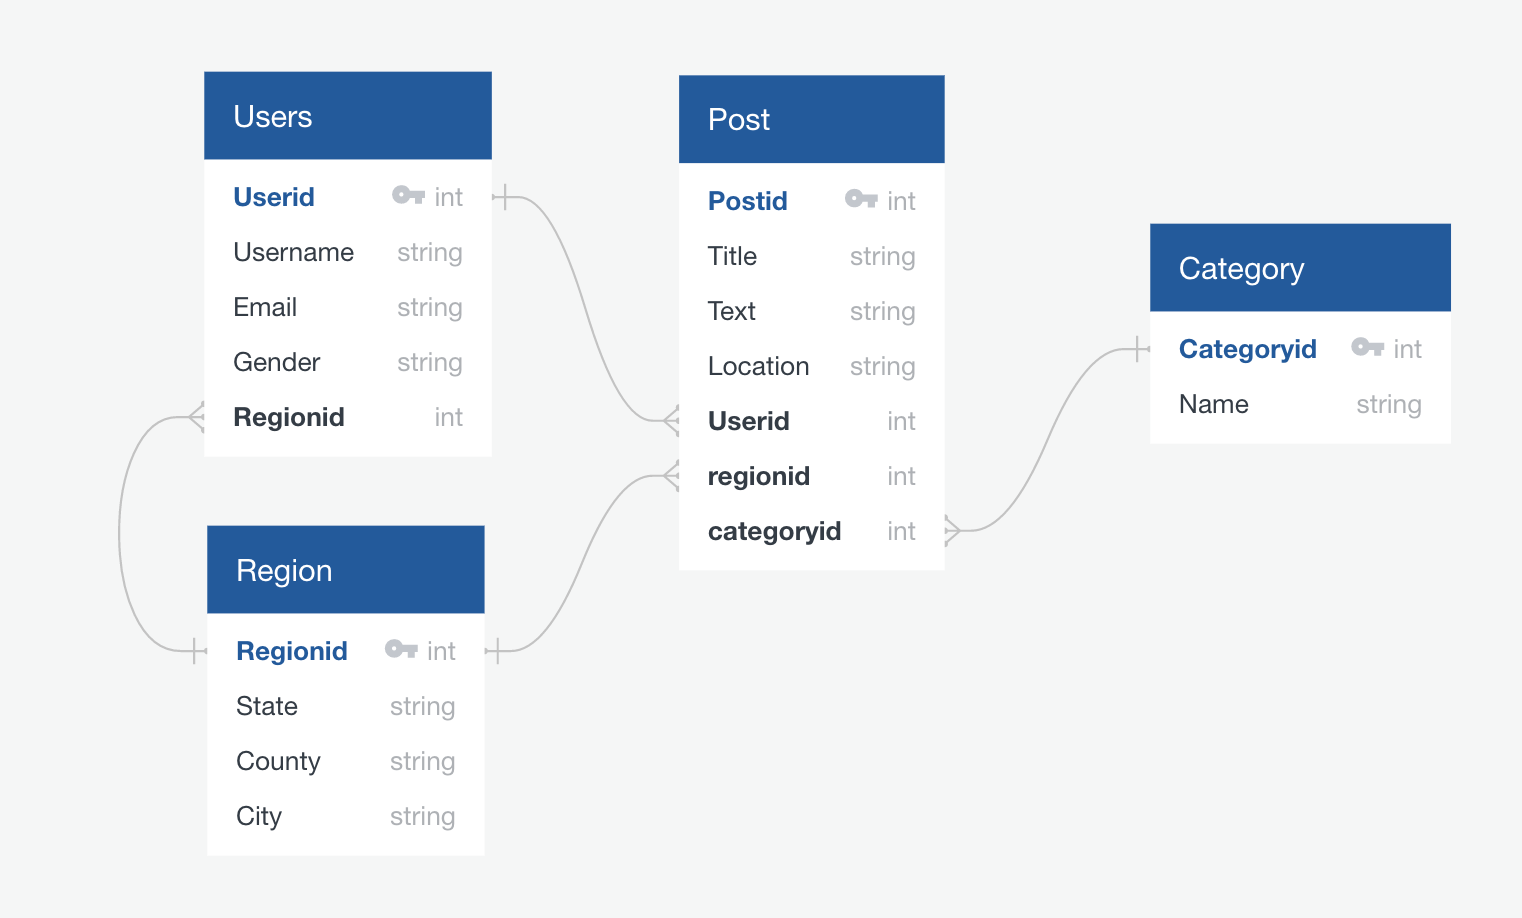 Users
Userid int
Username string
Email string
Gender string
Regionid int
Region
Regionid int
State string
County string
City string
Post
Postid int
Title string
Text string
Location string
Userid int
regionid int
categoryid int
Category
Categoryid int
Name string